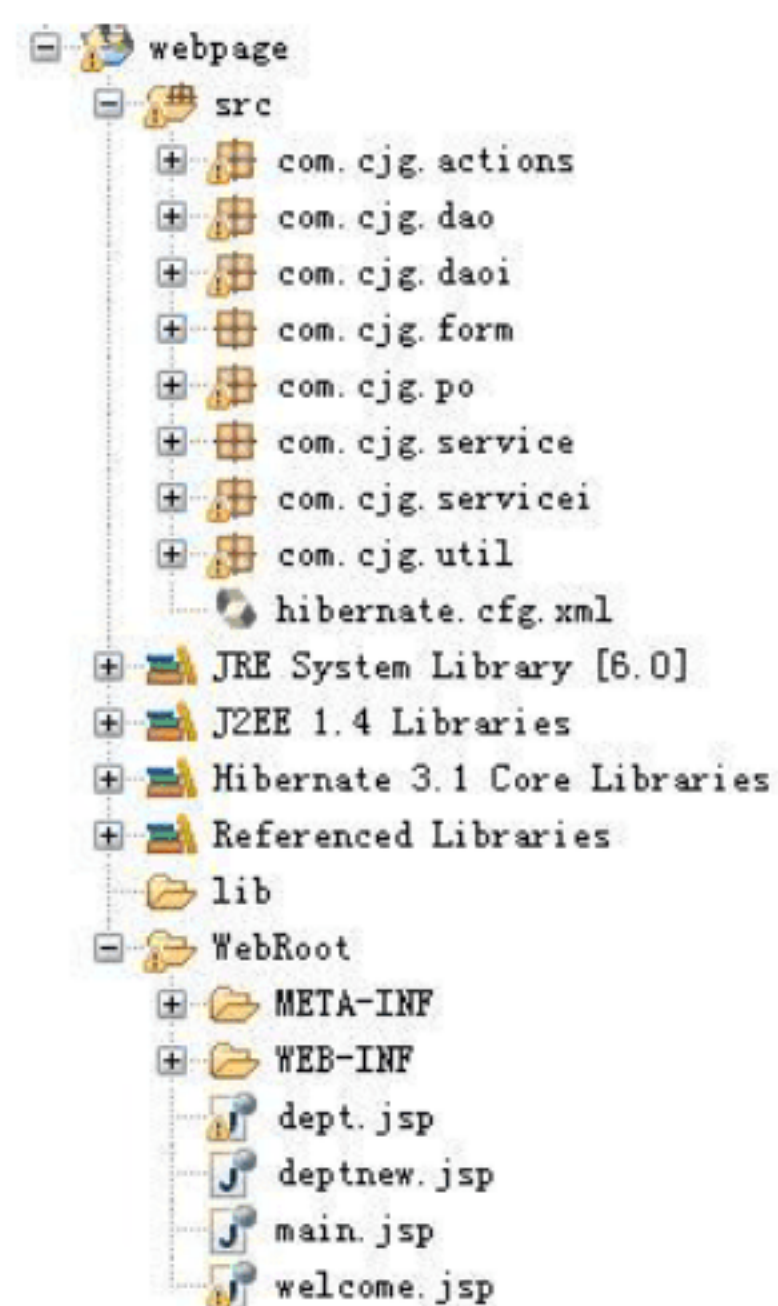 webpage
src
com.cjg.actions
com.cjg.dao
com.cjg.daoi
com.cjg.form
com.cjg.po
com.cjg.service
com.cjg.servicei
com.cjg.util
hibernate.cfg.xml
JRE System Library [6.0]
J2EE 1.4 Libraries
Hibernate 3.1 Core Libraries
Referenced Libraries
lib
WebRoot
META-INF
WEB-INF
dept.jsp
deptnew.jsp
main.jsp
welcome.jsp